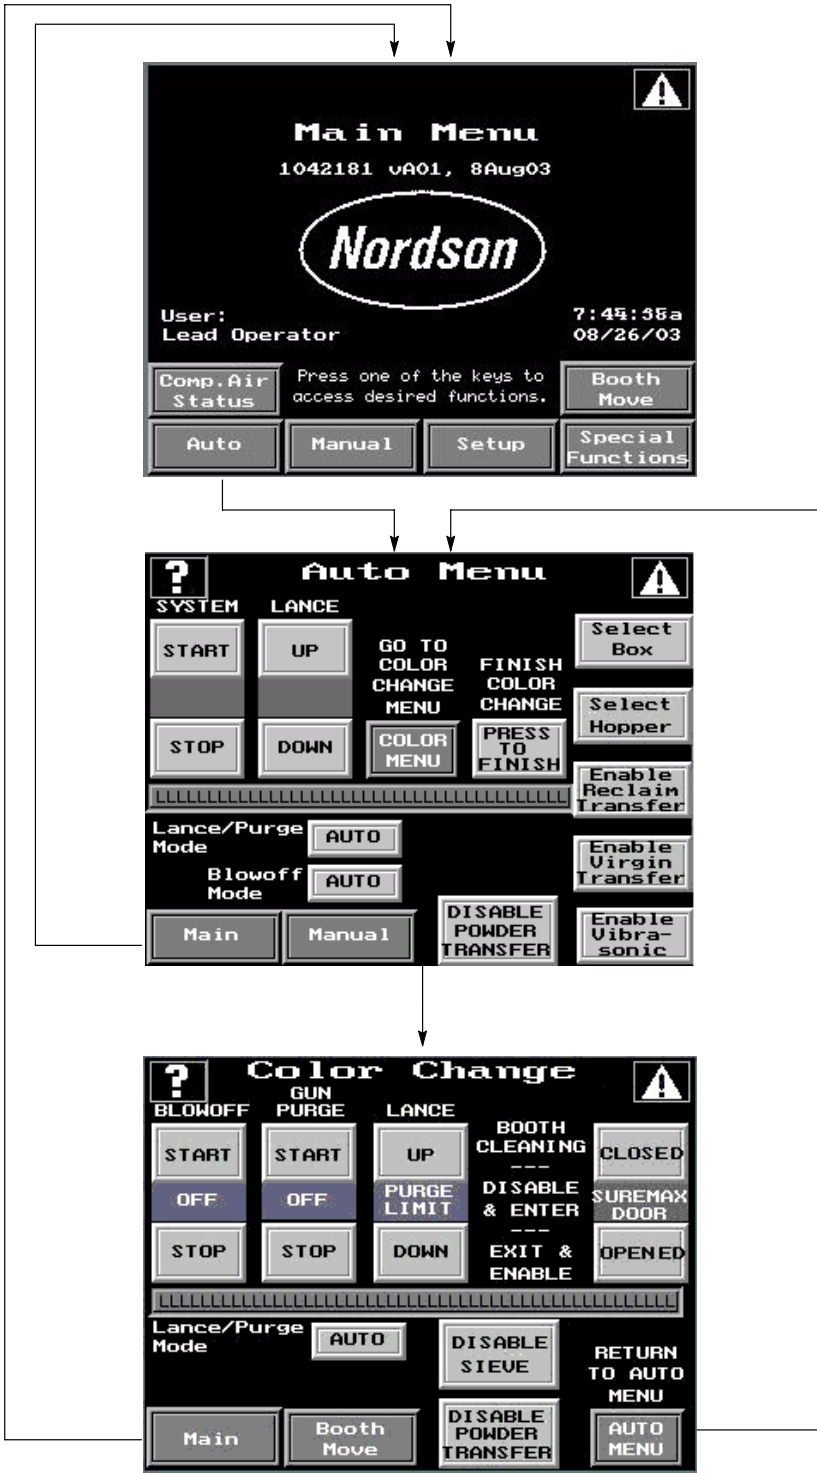 Main Menu
1042181 vA01, 8Aug03
Nordson
User:
Lead Operator
08/26/03
Comp.Air
Status
Press one of the keys to
access desired functions.
Booth
Move
Auto
Manual
Setup
Special
Functions
?
Auto Menu
SYSTEM
START
STOP
LANCE
UP
DOWN
GO TO
COLOR
CHANGE
MENU
COLOR
MENU
FINISH
COLOR
CHANGE
PRESS
TO
FINISH
Select
Box
Select
Hopper
Enable
Reclaim
Transfer
Enable
Virgin
Transfer
Enable
Vibra-
sonic
LLLLLLLLLLLLLLLLLLLLLLLLLLLLLLLLLLLL
Lance/Purge
Mode
AUTO
Blowoff
Mode
AUTO
Main
Manual
DISABLE
POWDER
TRANSFER
?
Color Change
BLOWOFF
START
OFF
STOP
GUN
PURGE
START
OFF
STOP
LANCE
UP
PURGE
LIMIT
DOWN
BOOTH
CLEANING
---
DISABLE
& ENTER
---
EXIT &
ENABLE
CLOSED
SUREMAX
DOOR
OPENED
LLLLLLLLLLLLLLLLLLLLLLLLLLLLLLLLLLLLLLLLLLLLL
Lance/Purge
Mode
AUTO
DISABLE
SIEVE
RETURN
TO AUTO
MENU
Main
Booth
Move
DISABLE
POWDER
TRANSFER
AUTO
MENU